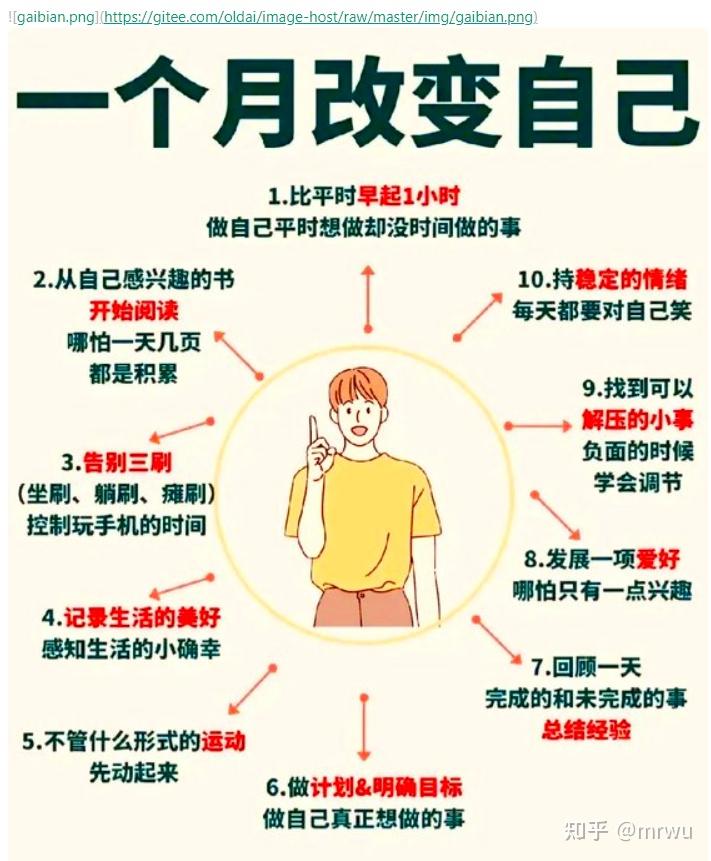 ![gaibian.png](https://gitee.com/oldai/image-host/raw/master/img/gaibian.png)
一个月改变自己
1.比平时早起1小时
做自己平时想做却没时间做的事
2.从自己感兴趣的书
开始阅读
哪怕一天几页
都是积累
3.告别三刷
（坐刷、躺刷、瘫刷）
控制玩手机的时间
4.记录生活的美好
感知生活的小确幸
5.不管什么形式的运动
先动起来
6.做计划&明确目标
做自己真正想做的事
7.回顾一天
完成的和未完成的事
总结经验
8.发展一项爱好
哪怕只有一点兴趣
9.找到可以
解压的小事
负面的时候
学会调节
10.持稳定的情绪
每天都要对自己笑
知乎 @mrwu